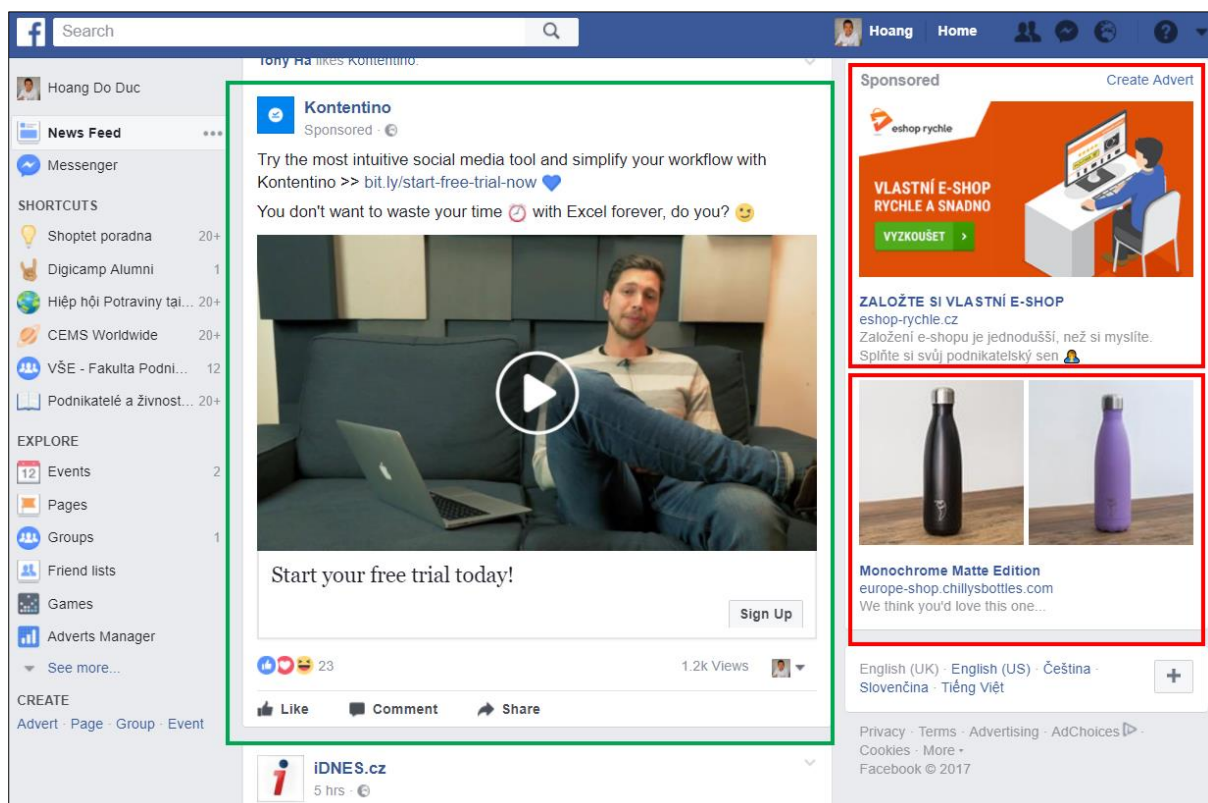 Search
Hoang Home
Hoang Do Duc
News Feed
Messenger
SHORTCUTS
Shoptet poradna 20+
Digicamp Alumni 1
Hiệp hội Potraviny tại... 20+
CEMS Worldwide 20+
VŠE - Fakulta Podni... 12
Podnikatelé a živnost... 20+
EXPLORE
12 Events 2
Pages
Groups 1
Friend lists
Games
Adverts Manager
See more...
CREATE
Advert · Page · Group · Event
Tony Ha likes Kontentino.
Kontentino
Sponsored ·
Try the most intuitive social media tool and simplify your workflow with
Kontentino >> bit.ly/start-free-trial-now 💙
You don't want to waste your time ⏰ with Excel forever, do you? 😉
Start your free trial today!
Sign Up
23 1.2k Views
Like Comment Share
iDNES.cz
5 hrs ·
Sponsored Create Advert
eshop rychle
VLASTNÍ E-SHOP
RYCHLE A SNADNO
VYZKOUŠET >
ZALOŽTE SI VLASTNÍ E-SHOP
eshop-rychle.cz
Založení e-shopu je jednodušší, než si myslíte.
Splňte si svůj podnikatelský sen
Monochrome Matte Edition
europe-shop.chillysbottles.com
We think you'd love this one...
English (UK) · English (US) · Čeština ·
Slovenčina · Tiếng Việt
Privacy · Terms · Advertising · AdChoices ·
Cookies · More
Facebook © 2017